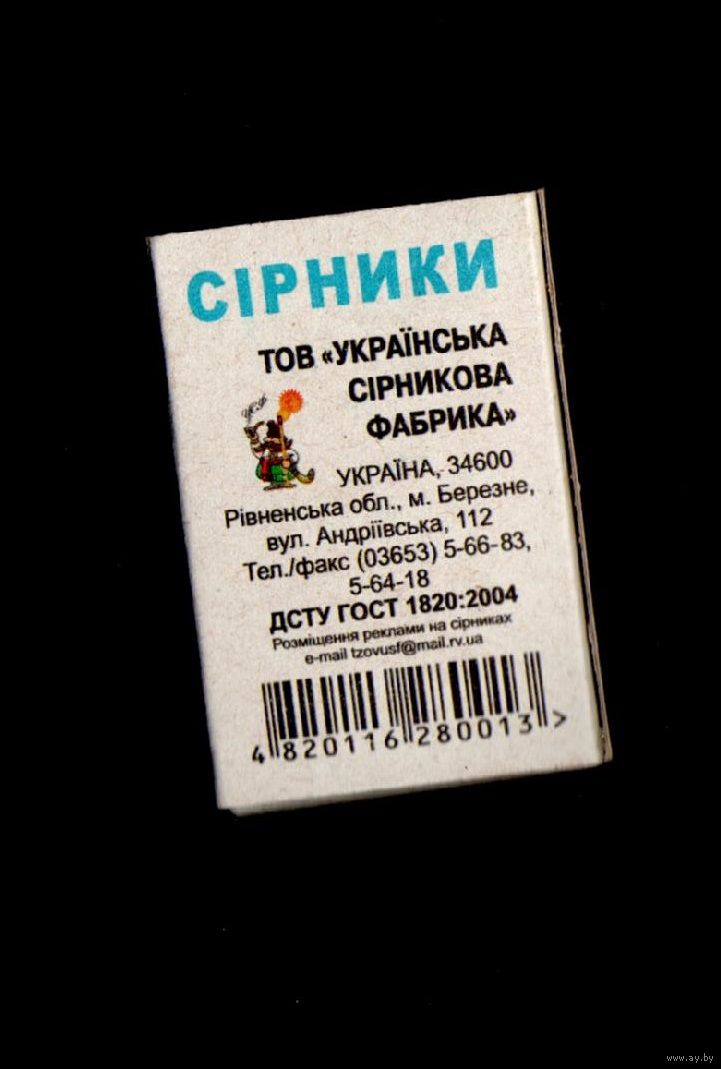 СІРНИКИ
ТОВ «УКРАЇНСЬКА
СІРНИКОВА
ФАБРИКА»
УКРАЇНА, 34600
Рівненська обл., м. Березне,
вул. Андріївська, 112
Тел./факс (03653) 5-66-83,
5-64-18
ДСТУ ГОСТ 1820:2004
Розміщення реклами на сірниках
e-mail tzovusf@mail.rv.ua
4 820116 280013 >
www.ay.by